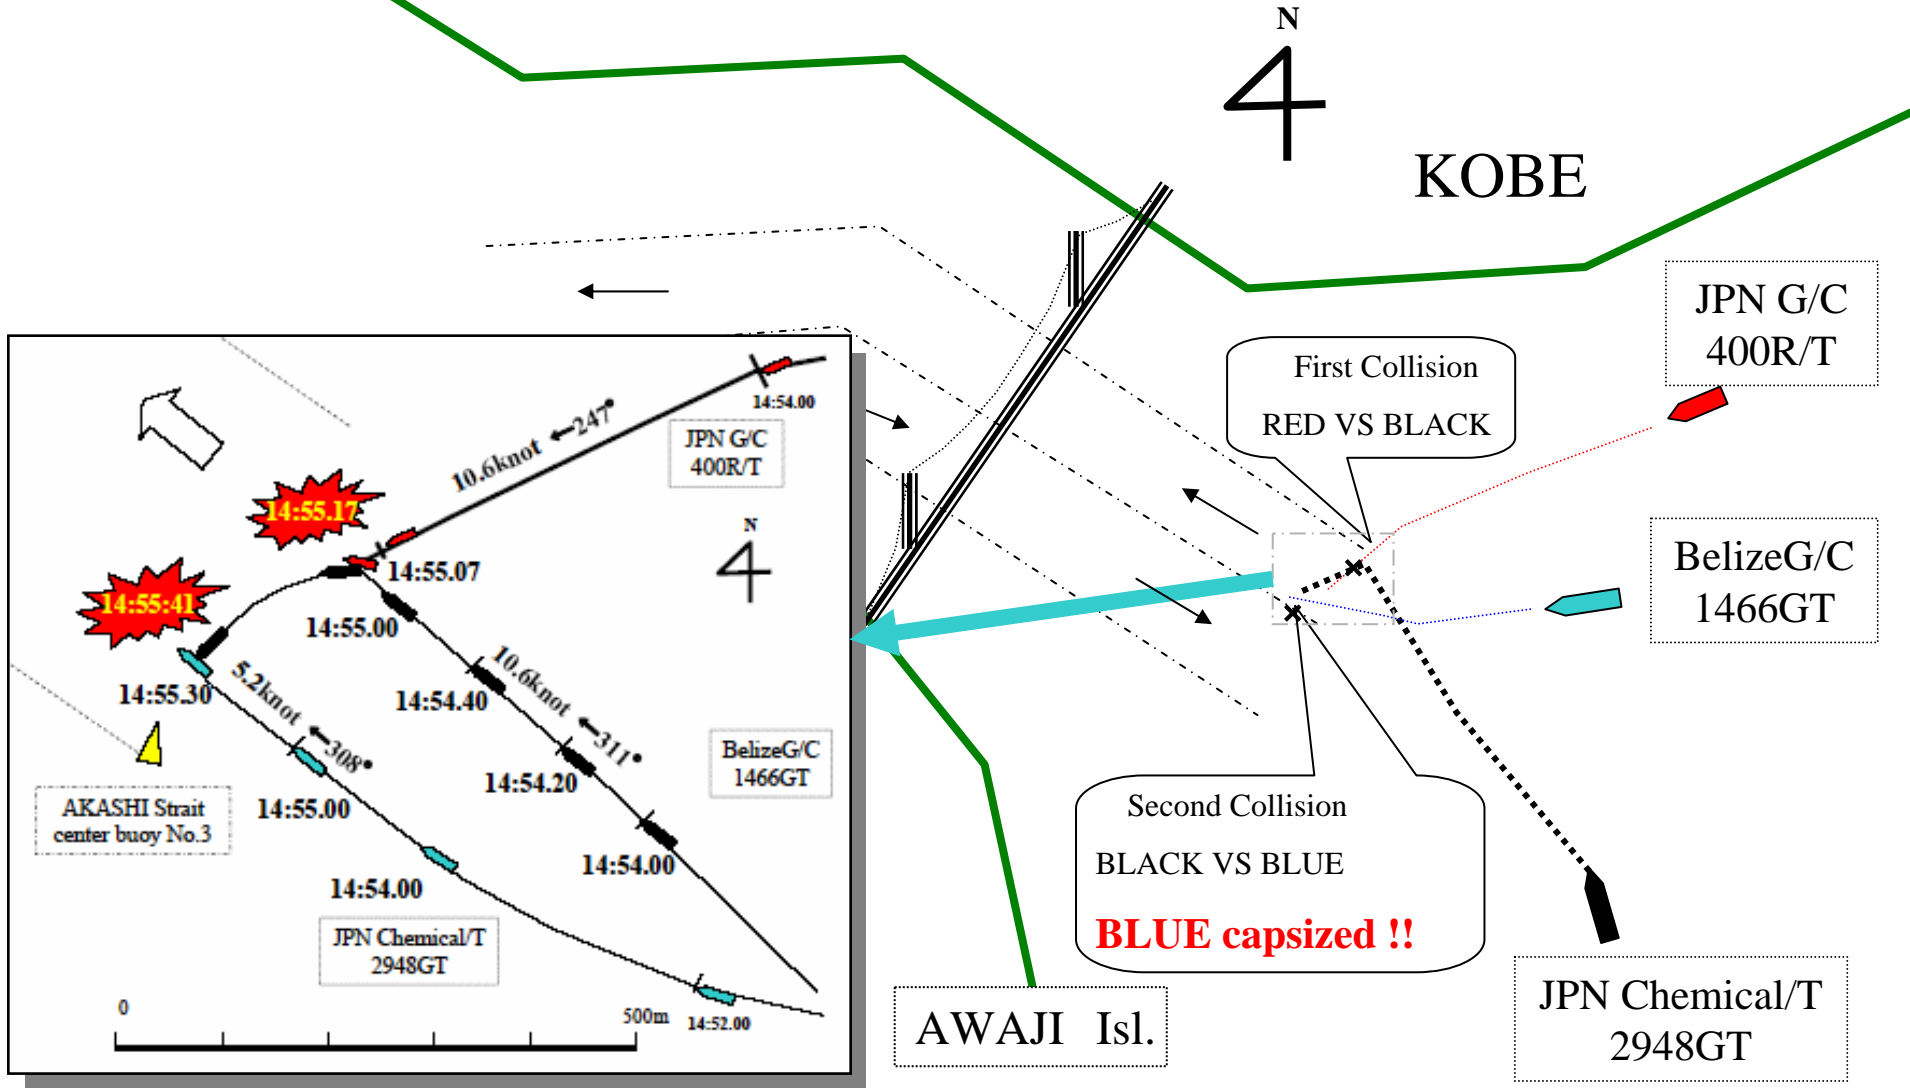 N
KOBE
JPN G/C
400R/T
First Collision
RED VS BLACK
BelizeG/C
1466GT
Second Collision
BLACK VS BLUE
BLUE capsized !!
JPN Chemical/T
2948GT
AWAJI Isl.
14:54.00
10.6knot ←247°
JPN G/C
400R/T
14:55.17
N
14:55.07
14:55:41
14:55.00
10.6knot ←311°
14:55.30
5.2knot ←308°
14:54.40
14:54.20
BelizeG/C
1466GT
14:55.00
AKASHI Strait
center buoy No.3
14:54.00
14:54.00
JPN Chemical/T
2948GT
0
500m
14:52.00